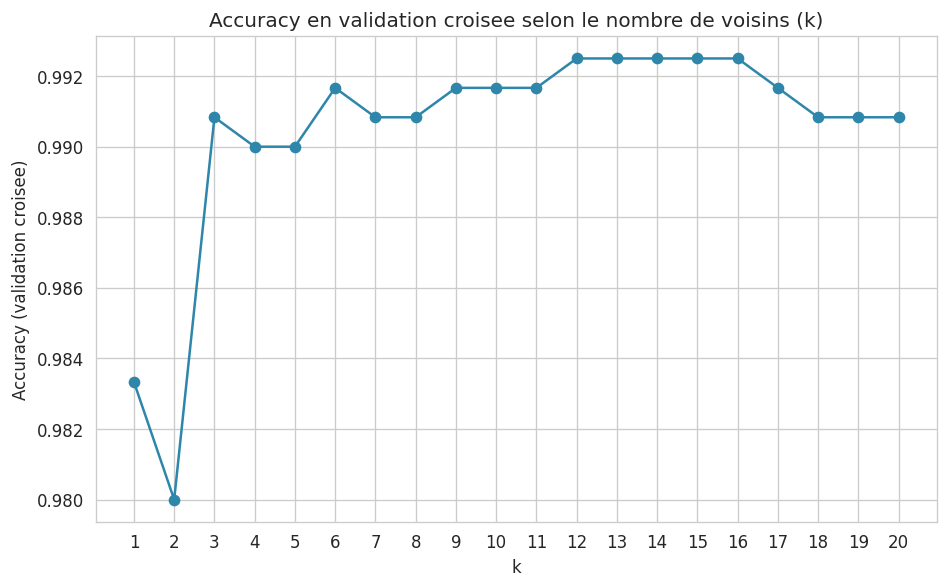 Accuracy en validation croisee selon le nombre de voisins (k)
Accuracy (validation croisee)
0.992
0.990
0.988
0.986
0.984
0.982
0.980
1 2 3 4 5 6 7 8 9 10 11 12 13 14 15 16 17 18 19 20
k